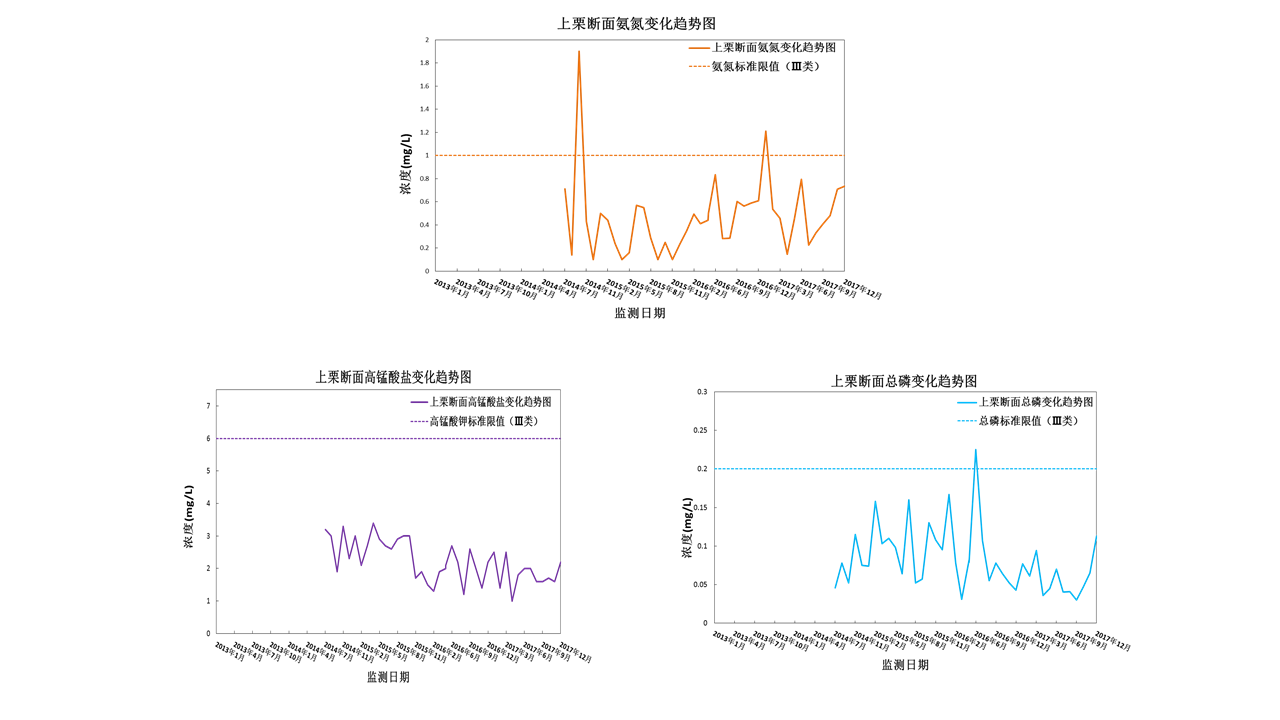 上栗断面氨氮变化趋势图
上栗断面氨氮变化趋势图
氨氮标准限值（Ⅲ类）
浓度(mg/L)
2
1.8
1.6
1.4
1.2
1
0.8
0.6
0.4
0.2
0
2013年1月
2013年4月
2013年7月
2013年10月
2014年1月
2014年4月
2014年7月
2014年11月
2015年2月
2015年5月
2015年8月
2015年11月
2016年2月
2016年6月
2016年9月
2016年12月
2017年3月
2017年6月
2017年9月
2017年12月
监测日期
上栗断面高锰酸盐变化趋势图
上栗断面高锰酸盐变化趋势图
高锰酸钾标准限值（Ⅲ类）
浓度(mg/L)
7
6
5
4
3
2
1
0
2013年1月
2013年4月
2013年7月
2013年10月
2014年1月
2014年4月
2014年7月
2014年11月
2015年2月
2015年5月
2015年8月
2015年11月
2016年2月
2016年6月
2016年9月
2016年12月
2017年3月
2017年6月
2017年9月
2017年12月
监测日期
上栗断面总磷变化趋势图
上栗断面总磷变化趋势图
总磷标准限值（Ⅲ类）
浓度(mg/L)
0.3
0.25
0.2
0.15
0.1
0.05
0
2013年1月
2013年4月
2013年7月
2013年10月
2014年1月
2014年4月
2014年7月
2014年11月
2015年2月
2015年5月
2015年8月
2015年11月
2016年2月
2016年6月
2016年9月
2016年12月
2017年3月
2017年6月
2017年9月
2017年12月
监测日期